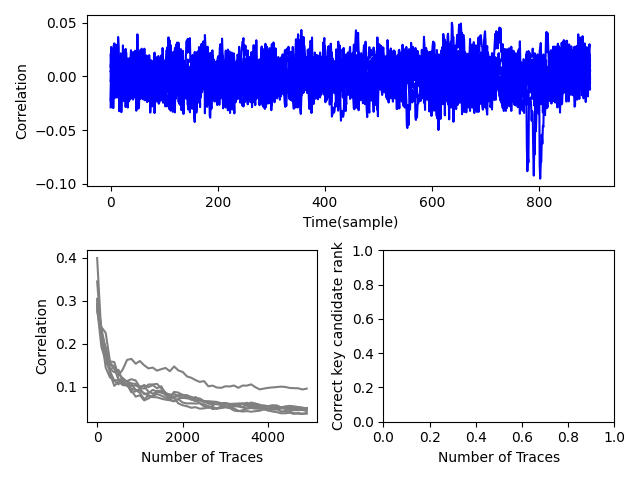 0.05
0.00
−0.05
−0.10
Correlation
0 200 400 600 800
Time(sample)
0.4
0.3
0.2
0.1
Correlation
0 2000 4000
Number of Traces
1.0
0.8
0.6
0.4
0.2
0.0
Correct key candidate rank
0.0 0.2 0.4 0.6 0.8 1.0
Number of Traces